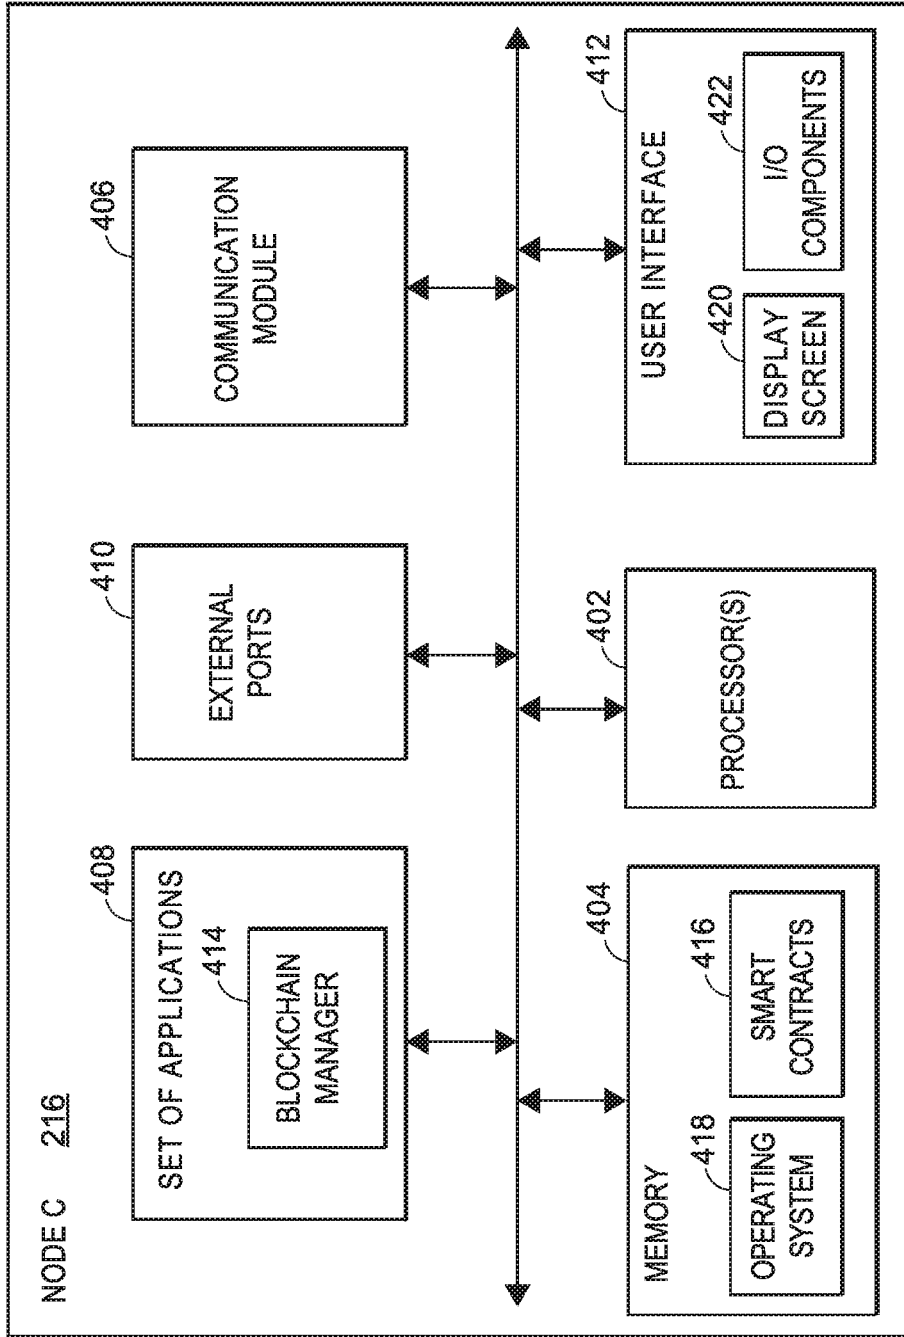 NODE C 216
408
SET OF APPLICATIONS
414
BLOCKCHAIN
MANAGER
410
EXTERNAL
PORTS
406
COMMUNICATION
MODULE
404
MEMORY
418
OPERATING
SYSTEM
416
SMART
CONTRACTS
402
PROCESSOR(S)
412
USER INTERFACE
420
DISPLAY
SCREEN
422
I/O
COMPONENTS